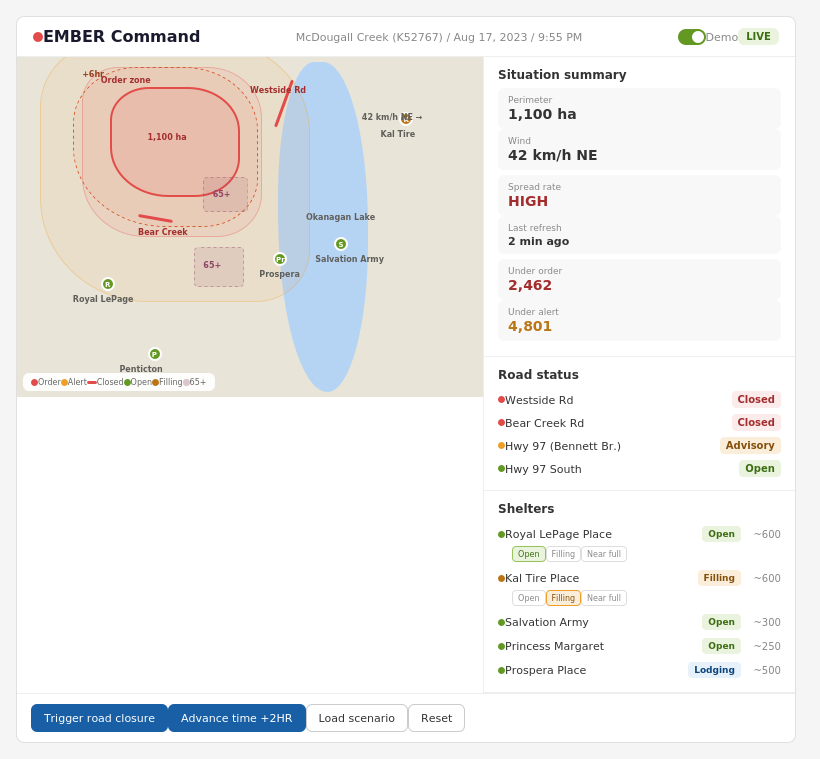 EMBER Command
McDougall Creek (K52767) / Aug 17, 2023 / 9:55 PM
Demo
LIVE
+6hr
Order zone
Westside Rd
1,100 ha
42 km/h NE →
Kal Tire
65+
Okanagan Lake
Bear Creek
S
Salvation Army
65+
Pr
Prospera
R
Royal LePage
P
Penticton
Order Alert Closed Open Filling 65+
Situation summary
Perimeter
1,100 ha
Wind
42 km/h NE
Spread rate
HIGH
Last refresh
2 min ago
Under order
2,462
Under alert
4,801
Road status
Westside Rd Closed
Bear Creek Rd Closed
Hwy 97 (Bennett Br.) Advisory
Hwy 97 South Open
Shelters
Royal LePage Place Open ~600
Open Filling Near full
Kal Tire Place Filling ~600
Open Filling Near full
Salvation Army Open ~300
Princess Margaret Open ~250
Prospera Place Lodging ~500
Trigger road closure Advance time +2HR Load scenario Reset